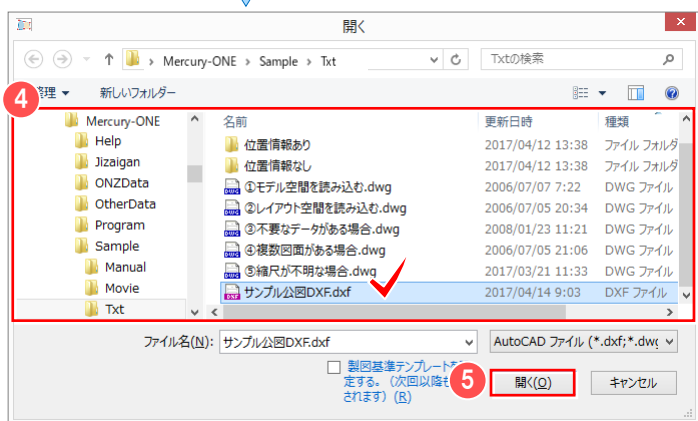 開く
Mercury-ONE › Sample › Txt
Txtの検索
4
整理 ▼ 新しいフォルダー
Mercury-ONE
Help
Jizaigan
ONZData
OtherData
Program
Sample
Manual
Movie
Txt
名前 更新日時 種類
位置情報あり 2017/04/12 13:38 ファイル フォルダ
位置情報なし 2017/04/12 13:38 ファイル フォルダ
①モデル空間を読み込む.dwg 2006/07/07 7:22 DWG ファイル
②レイアウト空間を読み込む.dwg 2006/07/05 20:34 DWG ファイル
③不要なデータがある場合.dwg 2008/01/23 11:21 DWG ファイル
④複数図面がある場合.dwg 2006/07/05 21:06 DWG ファイル
⑤縮尺が不明な場合.dwg 2017/03/21 11:33 DWG ファイル
サンプル公図DXF.dxf 2017/04/14 9:03 DXF ファイル
ファイル名(N): サンプル公図DXF.dxf
AutoCAD ファイル (*.dxf;*.dwg
製図基準テンプレートを
定する。(次回以降も
されます) (R)
5
開く(O)
キャンセル